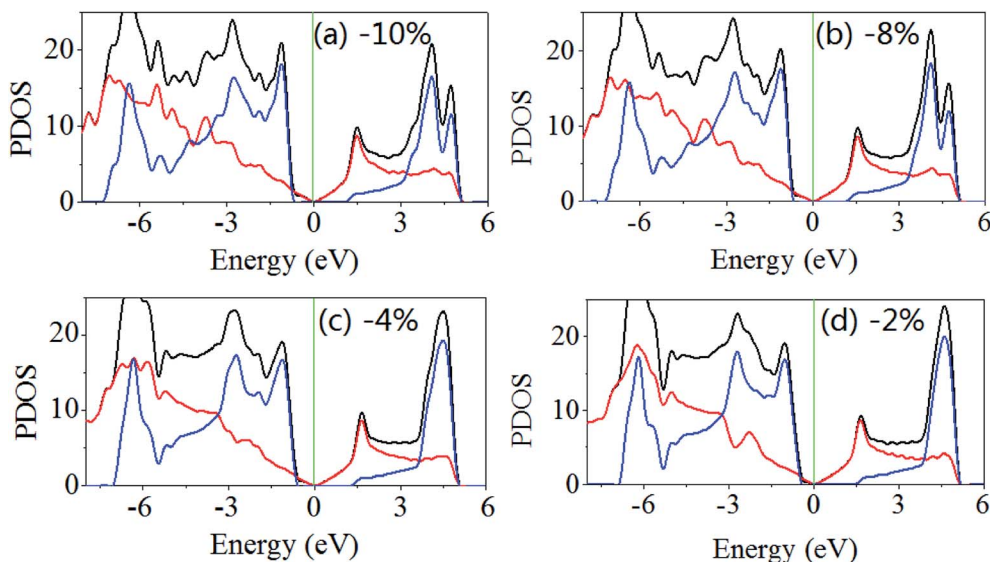 (a) -10%
20
10
0
PDOS
-6 -3 0 3 6
Energy (eV)
(b) -8%
20
10
0
PDOS
-6 -3 0 3 6
Energy (eV)
(c) -4%
20
10
0
PDOS
-6 -3 0 3 6
Energy (eV)
(d) -2%
20
10
0
PDOS
-6 -3 0 3 6
Energy (eV)